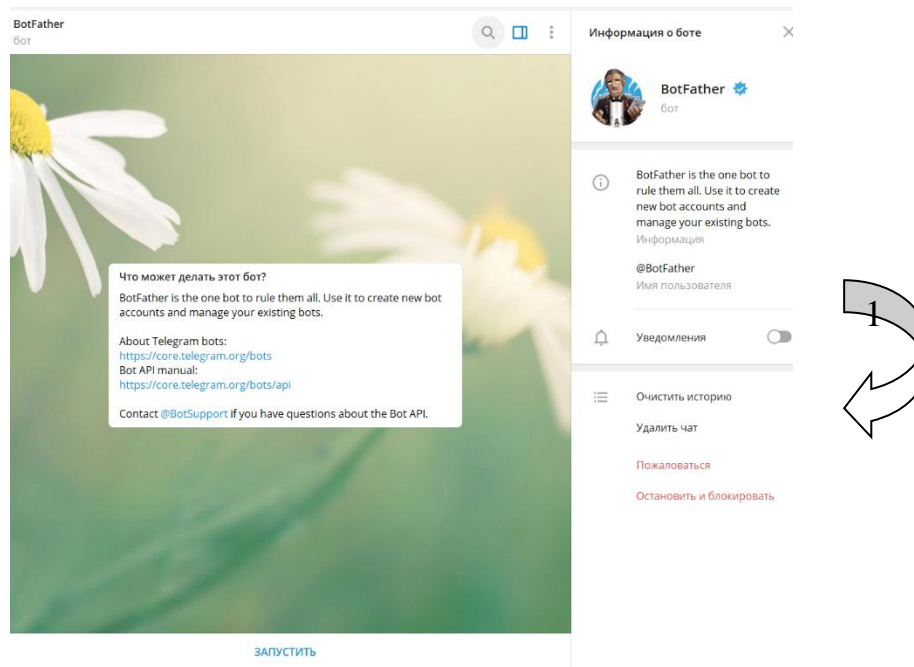 BotFather
бот
Что может делать этот бот?
BotFather is the one bot to rule them all. Use it to create new bot
accounts and manage your existing bots.
About Telegram bots:
https://core.telegram.org/bots
Bot API manual:
https://core.telegram.org/bots/api
Contact @BotSupport if you have questions about the Bot API.
ЗАПУСТИТЬ
Информация о боте
BotFather
бот
BotFather is the one bot to
rule them all. Use it to create
new bot accounts and
manage your existing bots.
Информация
@BotFather
Имя пользователя
Уведомления
Очистить историю
Удалить чат
Пожаловаться
Остановить и блокировать
1